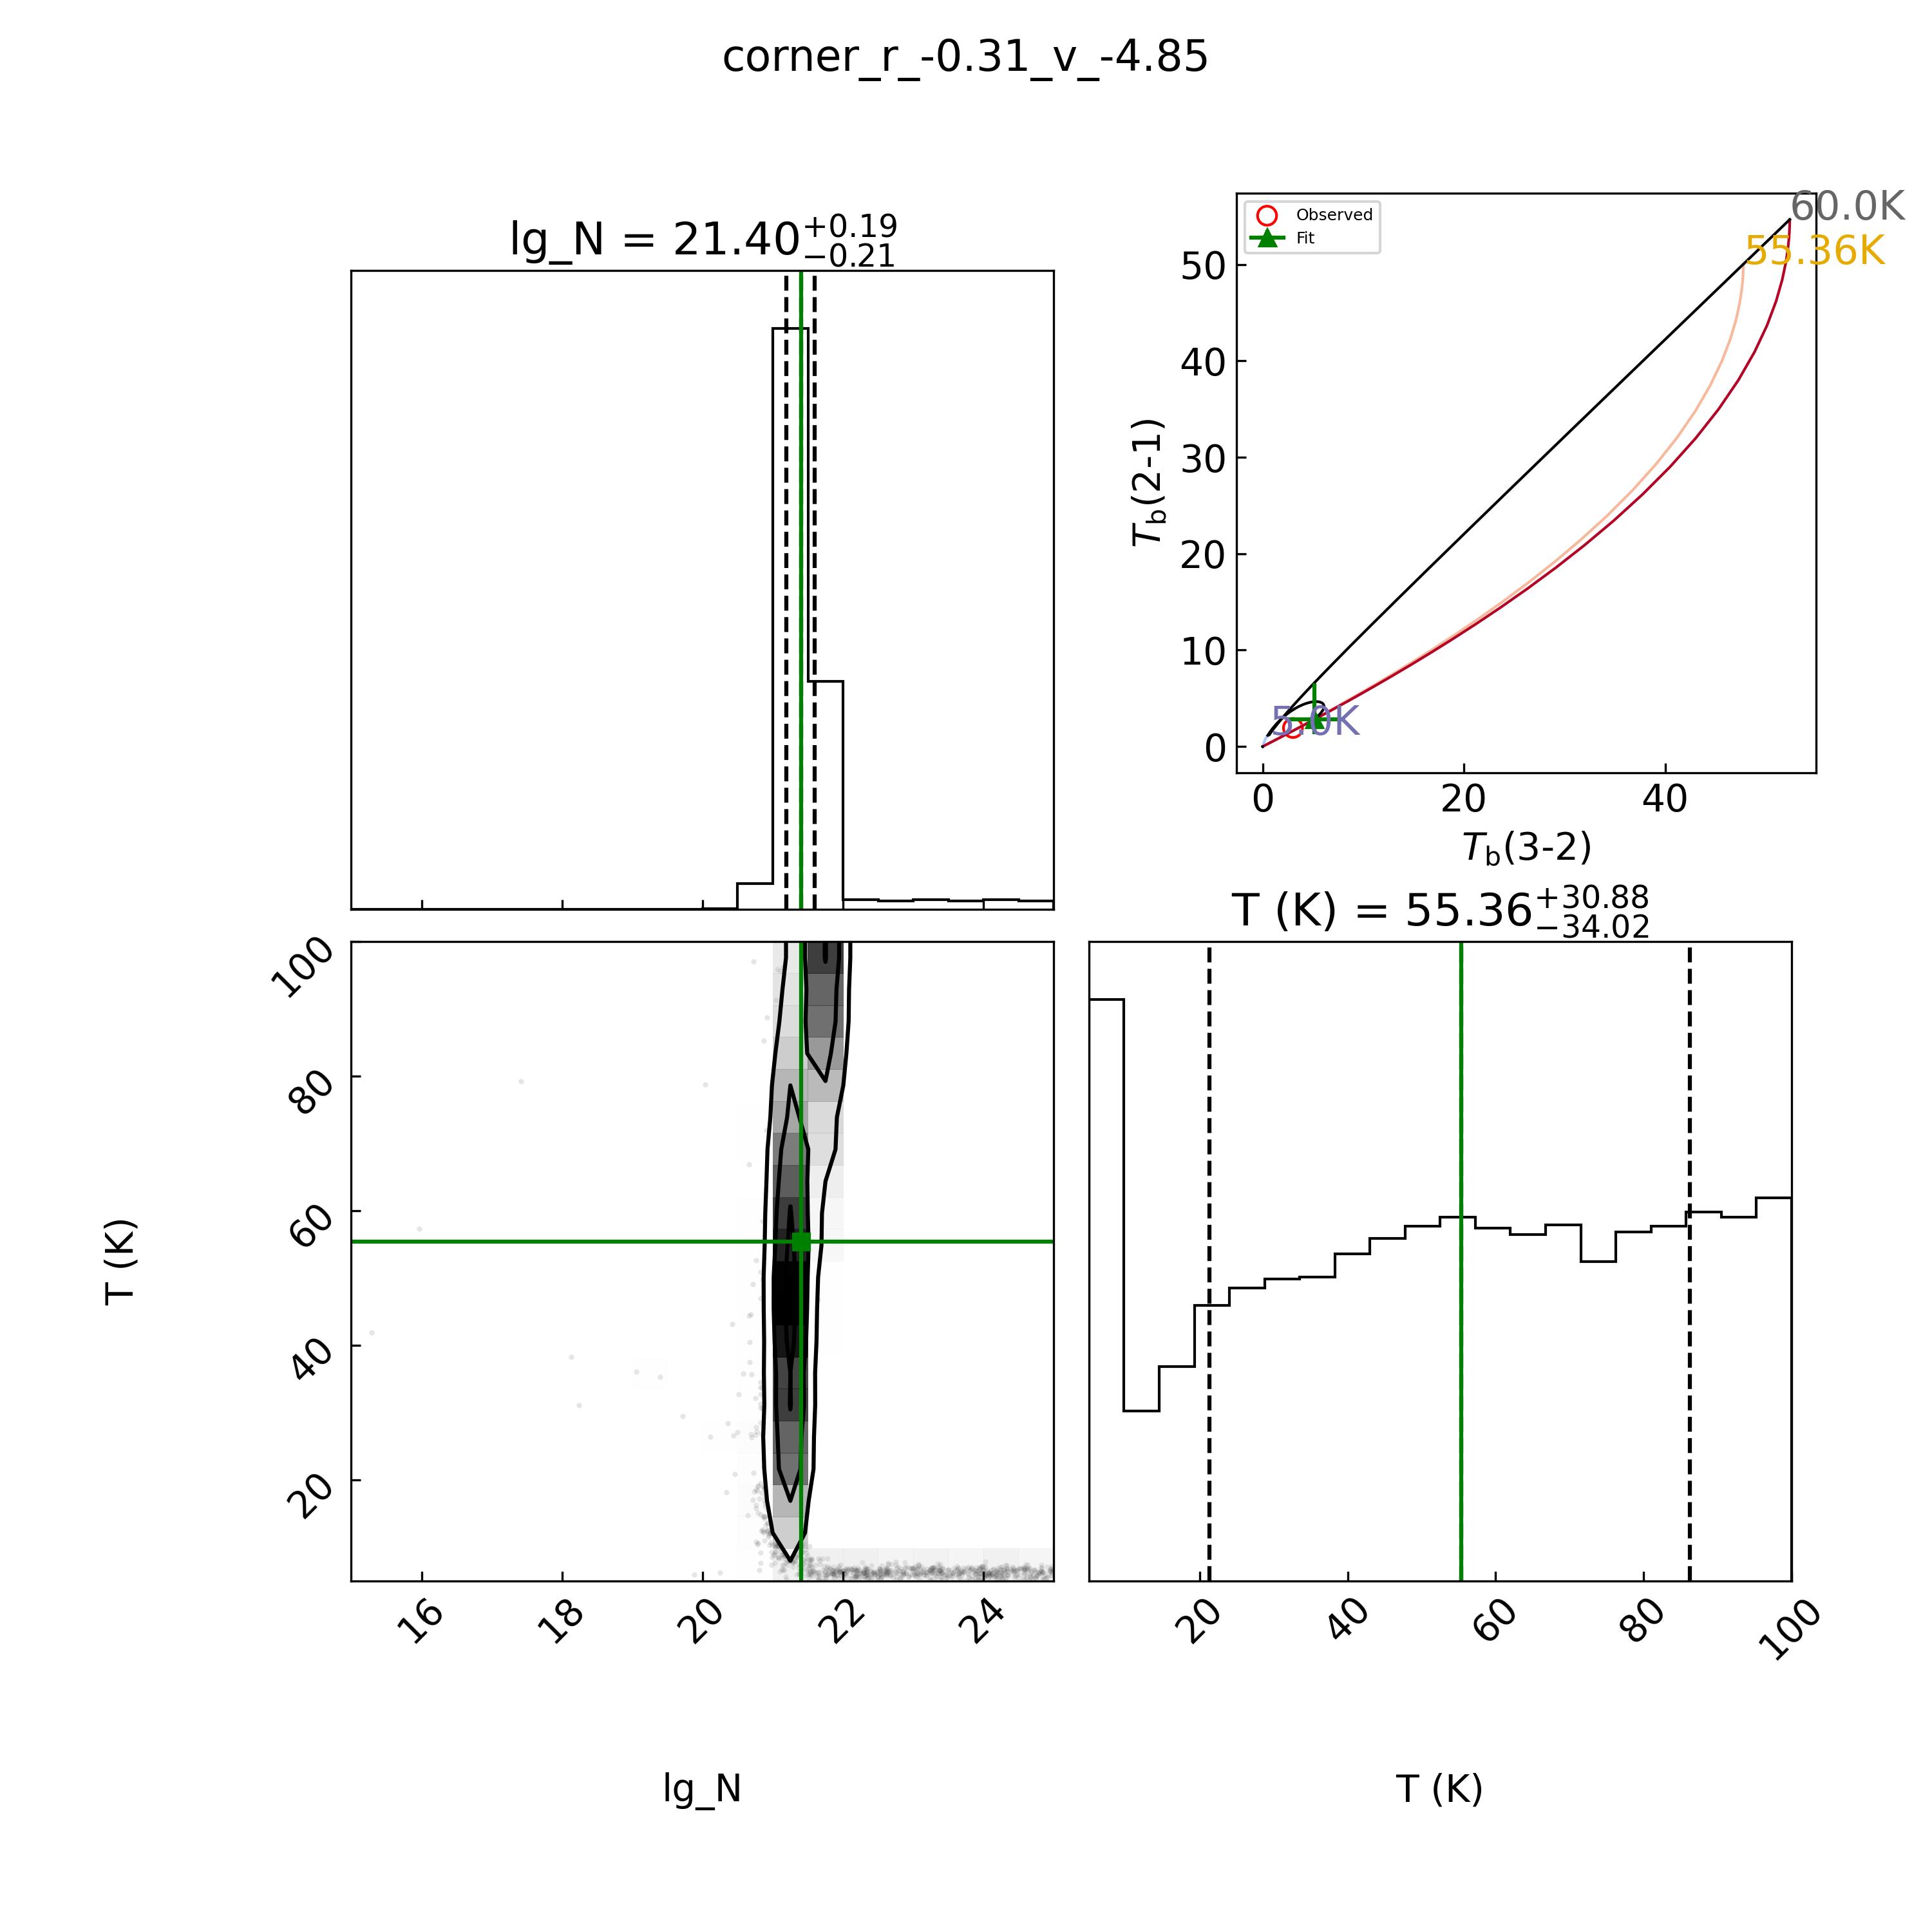 corner_r_-0.31_v_-4.85
lg_N = 21.40+0.19−0.21
60.0K
Observed
Fit
55.36K
50
40
30
20
10
0
Tb(2-1)
5.0K
0 20 40
Tb(3-2)
T (K) = 55.36+30.88−34.02
100
80
60
40
20
T (K)
16 18 20 22 24
20 40 60 80 100
lg_N
T (K)